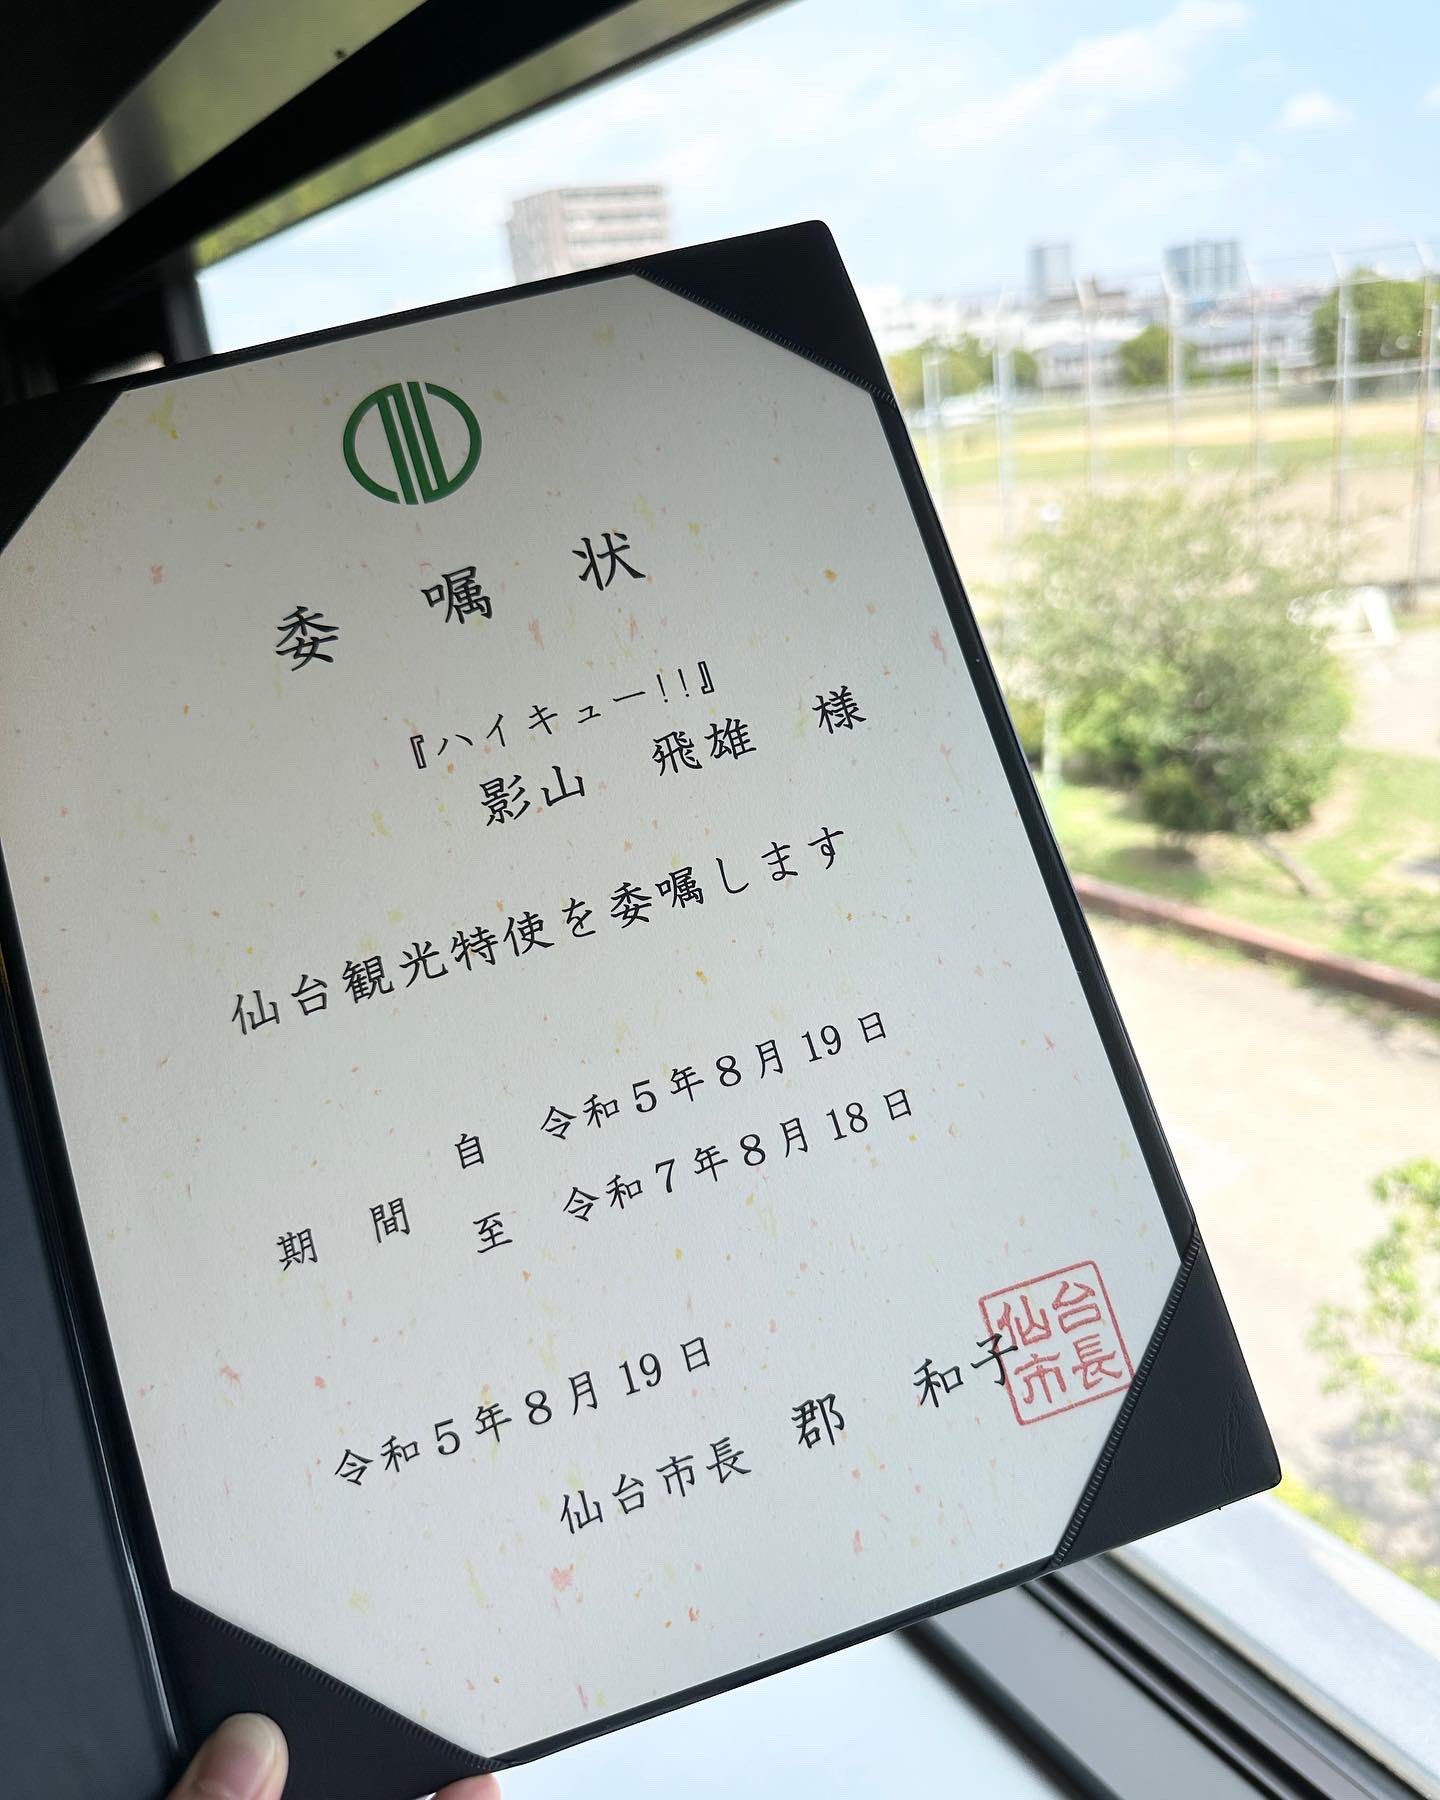 委嘱状
『ハイキュー!!』
影山 飛雄 様
仙台観光特使を委嘱します
自 令和5年8月19日
期間
至 令和7年8月18日
令和5年8月19日
仙台市長 郡 和子
仙台
市長